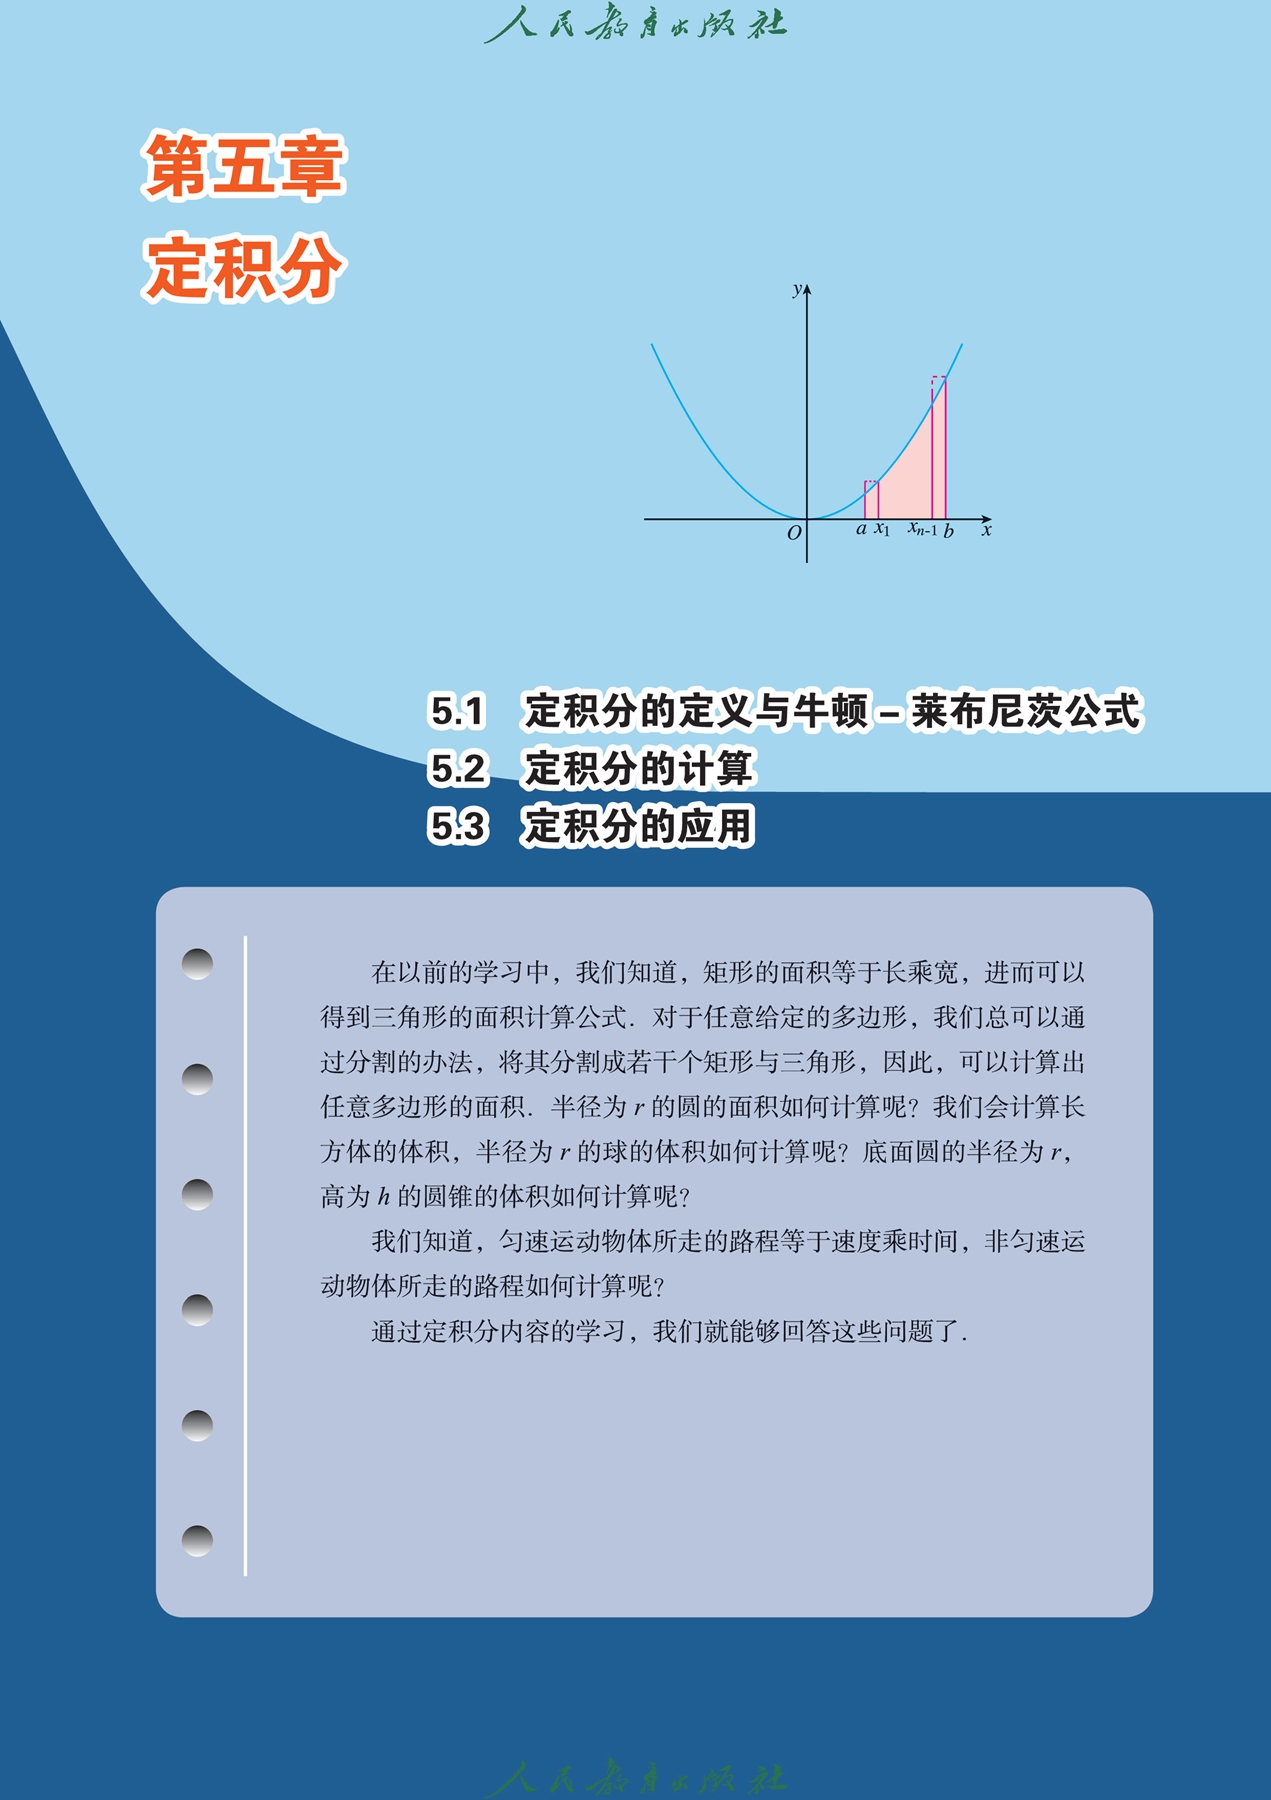 人民教育出版社
第五章
定积分
y
O
a x₁ xₙ₋₁ b x
5.1 定积分的定义与牛顿－莱布尼茨公式
5.2 定积分的计算
5.3 定积分的应用
在以前的学习中，我们知道，矩形的面积等于长乘宽，进而可以
得到三角形的面积计算公式．对于任意给定的多边形，我们总可以通
过分割的办法，将其分割成若干个矩形与三角形，因此，可以计算出
任意多边形的面积．半径为 r 的圆的面积如何计算呢？我们会计算长
方体的体积，半径为 r 的球的体积如何计算呢？底面圆的半径为 r，
高为 h 的圆锥的体积如何计算呢？
我们知道，匀速运动物体所走的路程等于速度乘时间，非匀速运
动物体所走的路程如何计算呢？
通过定积分内容的学习，我们就能够回答这些问题了．
人民教育出版社